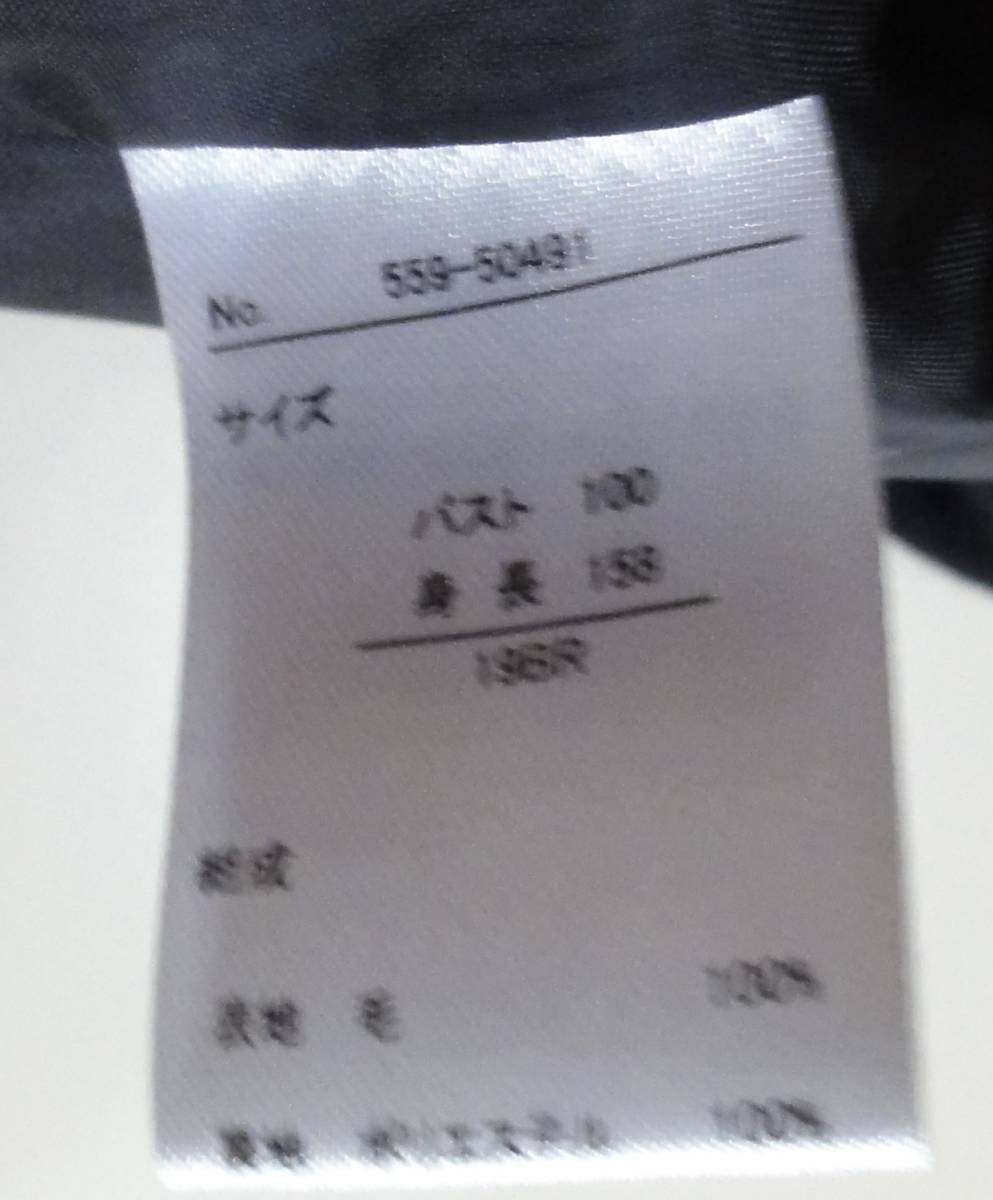 No. 559-50491
サイズ
バスト 100
身 長 158
19BR
組成
表地 毛 100%
裏地 ポリエステル 100%